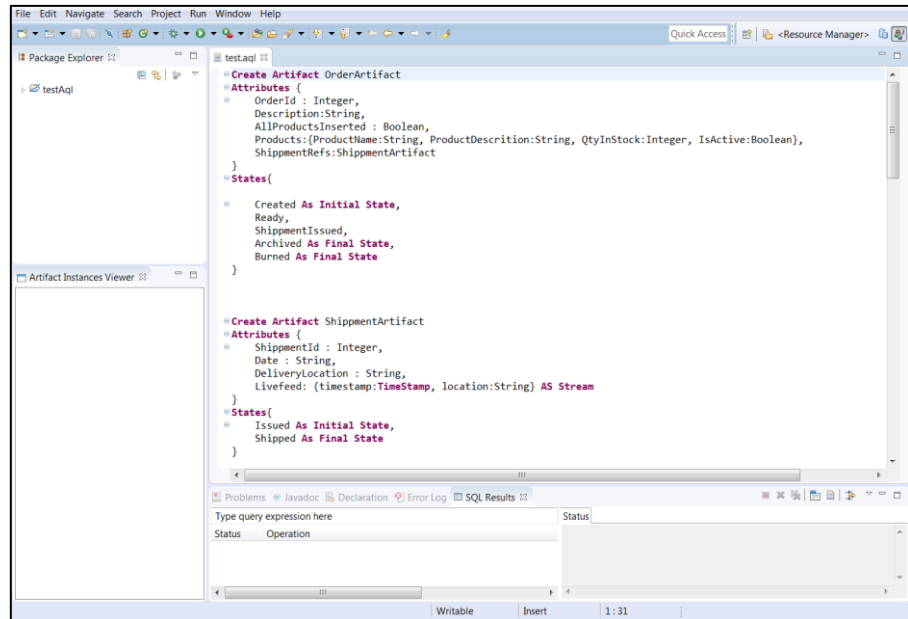 File Edit Navigate Search Project Run Window Help
Quick Access
<Resource Manager>
Package Explorer
testAql
test.aql
Create Artifact OrderArtifact
Attributes {
OrderId : Integer,
Description:String,
AllProductsInserted : Boolean,
Products:{ProductName:String, ProductDescrition:String, QtyInStock:Integer, IsActive:Boolean},
ShippmentRefs:ShippmentArtifact
}
States{
Created As Initial State,
Ready,
ShippmentIssued,
Archived As Final State,
Burned As Final State
}
Artifact Instances Viewer
Create Artifact ShippmentArtifact
Attributes {
ShippmentId : Integer,
Date : String,
DeliveryLocation : String,
Livefeed: {timestamp:TimeStamp, location:String} AS Stream
}
States{
Issued As Initial State,
Shipped As Final State
}
Problems Javadoc Declaration Error Log SQL Results
Type query expression here
Status
Status Operation
Writable Insert 1 : 31